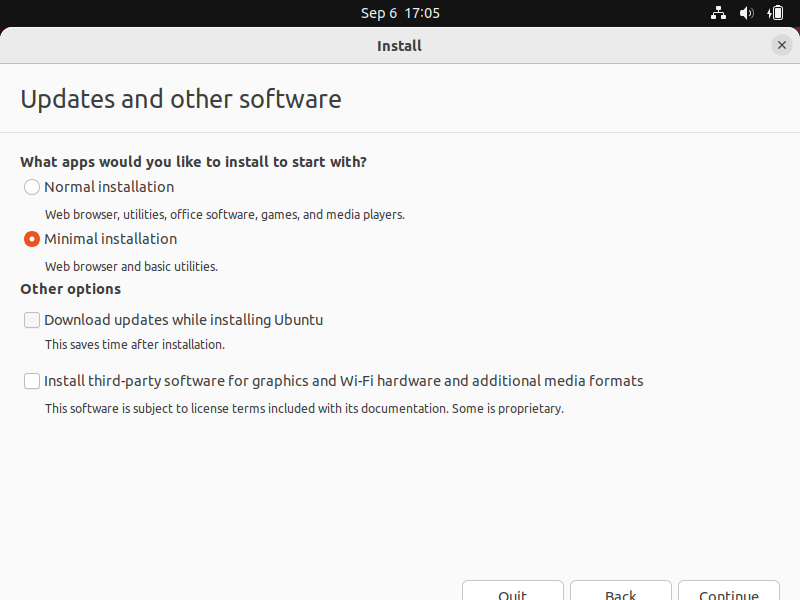 Sep 6 17:05
Install
Updates and other software
What apps would you like to install to start with?
Normal installation
Web browser, utilities, office software, games, and media players.
Minimal installation
Web browser and basic utilities.
Other options
Download updates while installing Ubuntu
This saves time after installation.
Install third-party software for graphics and Wi-Fi hardware and additional media formats
This software is subject to license terms included with its documentation. Some is proprietary.
Quit Back Continue